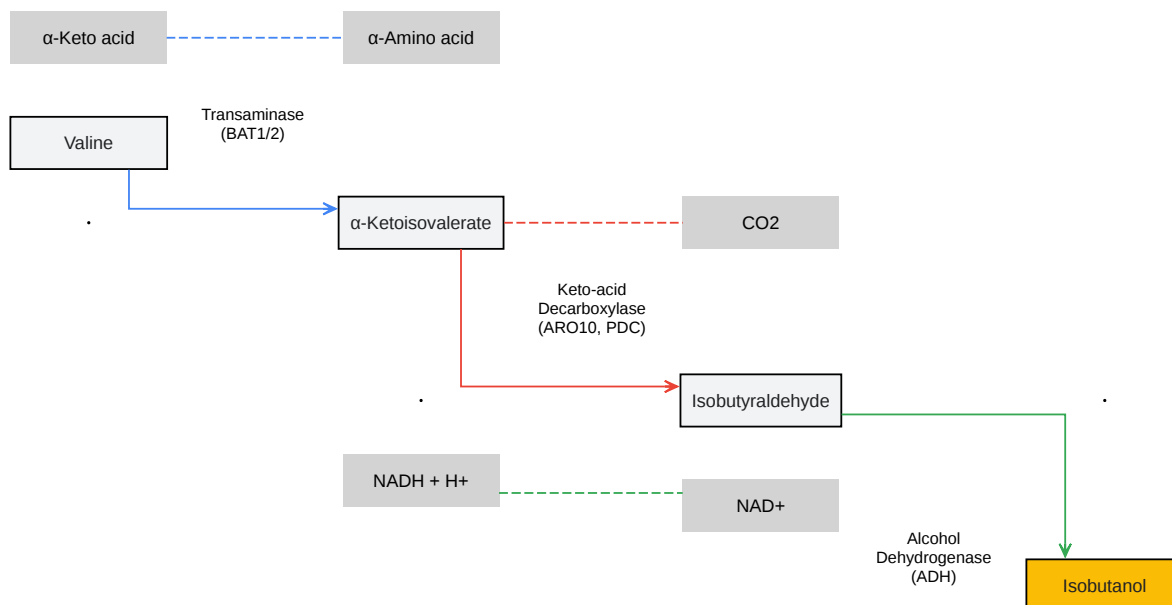 α-Keto acid
α-Amino acid
Transaminase
(BAT1/2)
Valine
α-Ketoisovalerate
CO2
Keto-acid
Decarboxylase
(ARO10, PDC)
Isobutyraldehyde
NADH + H+
NAD+
Alcohol
Dehydrogenase
(ADH)
Isobutanol